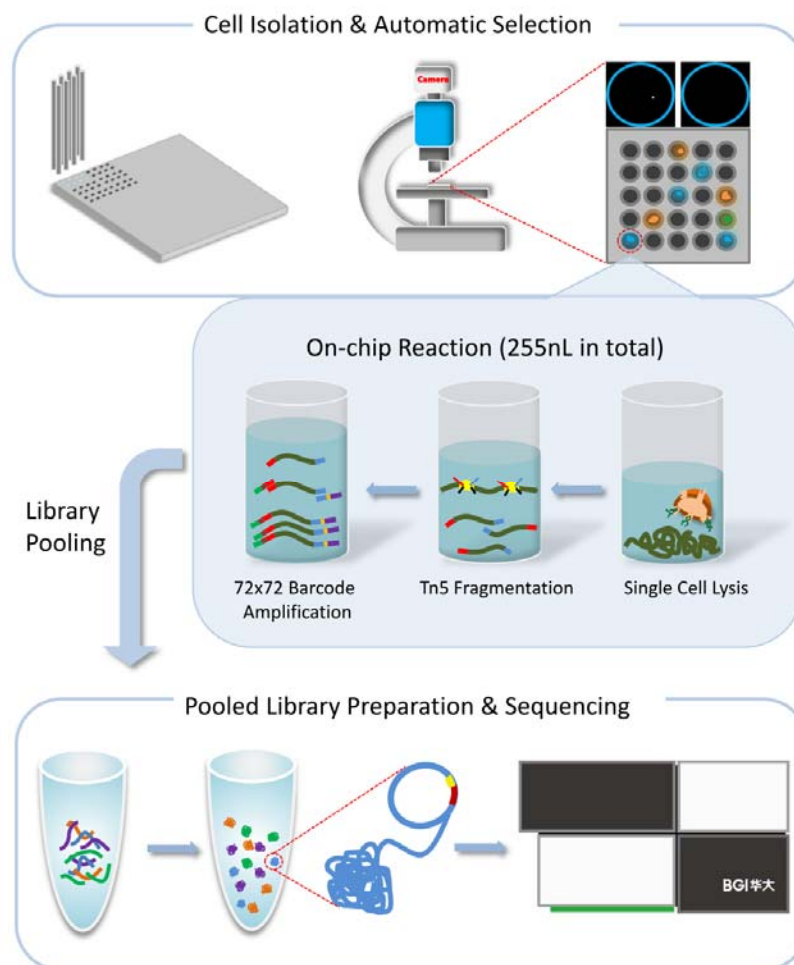 Cell Isolation & Automatic Selection
Camera
On-chip Reaction (255nL in total)
Library
Pooling
72x72 Barcode
Amplification
Tn5 Fragmentation
Single Cell Lysis
Pooled Library Preparation & Sequencing
BGI华大